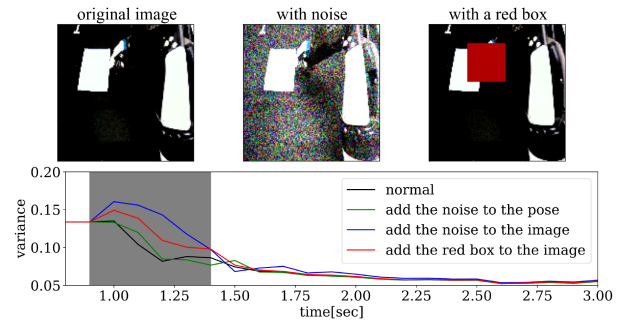 original image
with noise
with a red box
0.20
0.15
0.10
0.05
variance
normal
add the noise to the pose
add the noise to the image
add the red box to the image
1.00 1.25 1.50 1.75 2.00 2.25 2.50 2.75 3.00
time[sec]